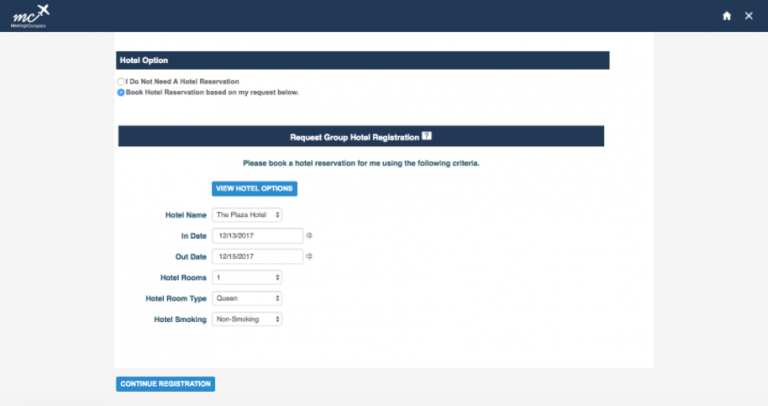 mc
MeetingsComplete
Hotel Option
I Do Not Need A Hotel Reservation
Book Hotel Reservation based on my request below.
Request Group Hotel Registration ?
Please book a hotel reservation for me using the following criteria.
VIEW HOTEL OPTIONS
Hotel Name The Plaza Hotel
In Date 12/13/2017
Out Date 12/15/2017
Hotel Rooms 1
Hotel Room Type Queen
Hotel Smoking Non-Smoking
CONTINUE REGISTRATION